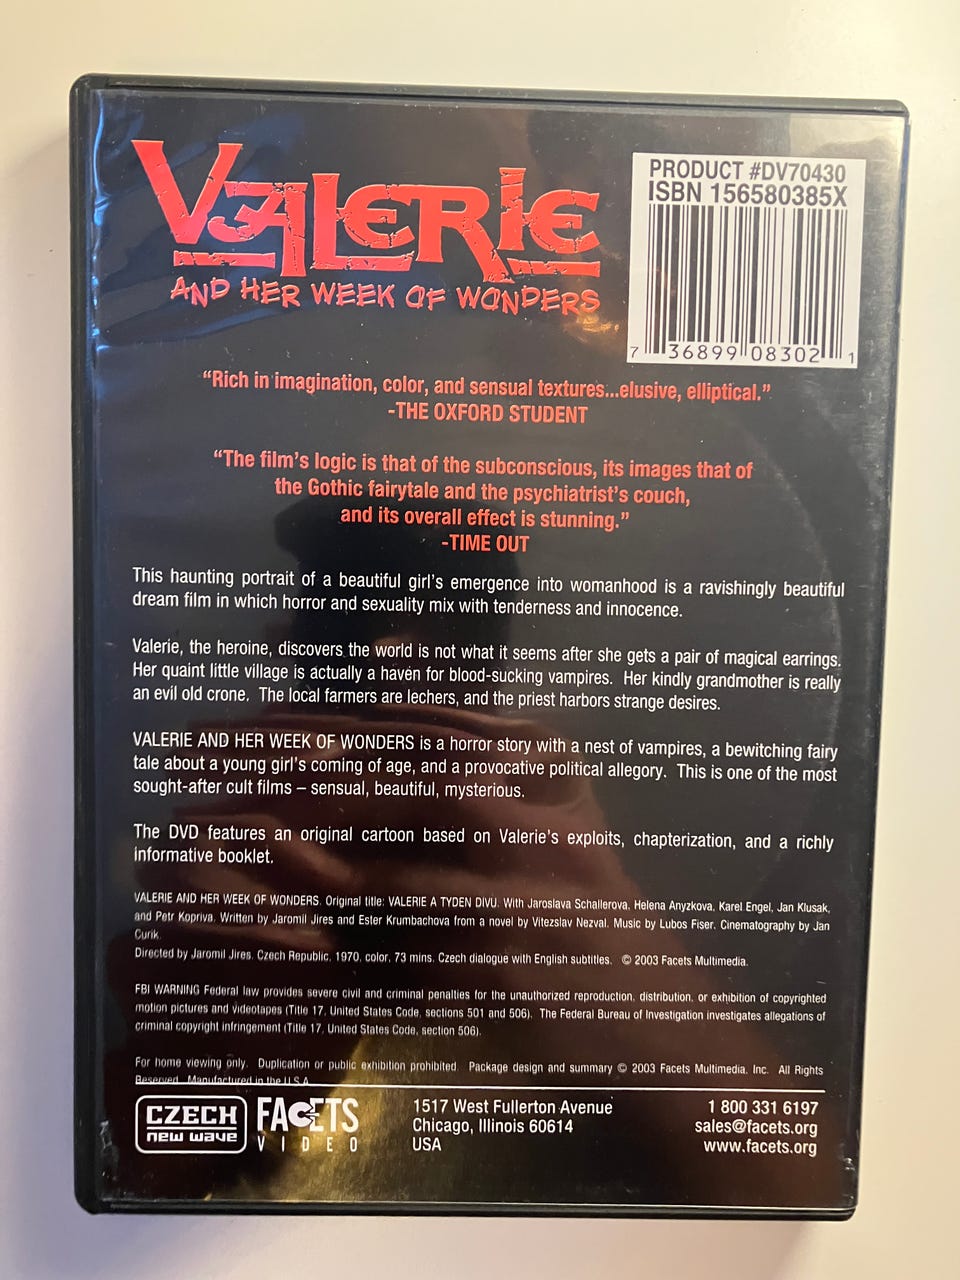 VALERIE
AND HER WEEK OF WONDERS
PRODUCT #DV70430
ISBN 156580385X
7 36899 08302 1
“Rich in imagination, color, and sensual textures...elusive, elliptical.”
-THE OXFORD STUDENT
“The film’s logic is that of the subconscious, its images that of
the Gothic fairytale and the psychiatrist’s couch,
and its overall effect is stunning.”
-TIME OUT
This haunting portrait of a beautiful girl’s emergence into womanhood is a ravishingly beautiful
dream film in which horror and sexuality mix with tenderness and innocence.
Valerie, the heroine, discovers the world is not what it seems after she gets a pair of magical earrings.
Her quaint little village is actually a haven for blood-sucking vampires. Her kindly grandmother is really
an evil old crone. The local farmers are lechers, and the priest harbors strange desires.
VALERIE AND HER WEEK OF WONDERS is a horror story with a nest of vampires, a bewitching fairy
tale about a young girl’s coming of age, and a provocative political allegory. This is one of the most
sought-after cult films – sensual, beautiful, mysterious.
The DVD features an original cartoon based on Valerie’s exploits, chapterization, and a richly
informative booklet.
VALERIE AND HER WEEK OF WONDERS. Original title: VALERIE A TYDEN DIVU. With Jaroslava Schallerova, Helena Anyzkova, Karel Engel, Jan Klusak,
and Petr Kopriva. Written by Jaromil Jires and Ester Krumbachova from a novel by Vitezslav Nezval. Music by Lubos Fiser. Cinematography by Jan
Curik.
Directed by Jaromil Jires. Czech Republic, 1970, color, 73 mins. Czech dialogue with English subtitles. © 2003 Facets Multimedia.
FBI WARNING Federal law provides severe civil and criminal penalties for the unauthorized reproduction, distribution, or exhibition of copyrighted
motion pictures and videotapes (Title 17, United States Code, sections 501 and 506). The Federal Bureau of Investigation investigates allegations of
criminal copyright infringement (Title 17, United States Code, section 506).
For home viewing only. Duplication or public exhibition prohibited. Package design and summary © 2003 Facets Multimedia, Inc. All Rights
Reserved. Manufactured in the U.S.A.
CZECH
new wave
FACETS
VIDEO
1517 West Fullerton Avenue
Chicago, Illinois 60614
USA
1 800 331 6197
sales@facets.org
www.facets.org